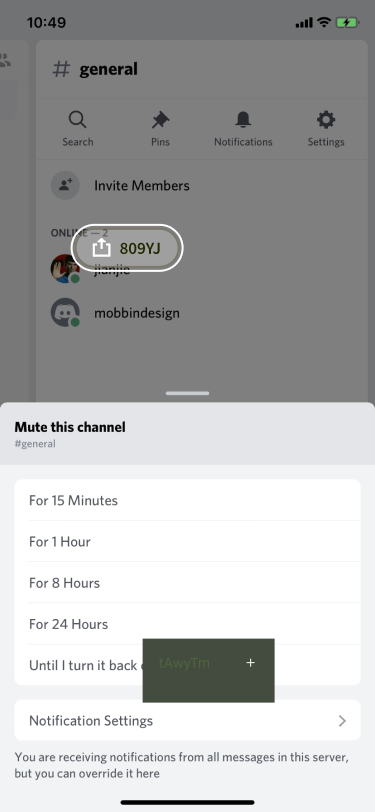 10:49
# general
Search
Pins
Notifications
Settings
Invite Members
ONLINE — 2
809YJ
jianjie
mobbindesign
Mute this channel
#general
For 15 Minutes
For 1 Hour
For 8 Hours
For 24 Hours
Until I turn it back
tAwyTm +
Notification Settings
You are receiving notifications from all messages in this server,
but you can override it here